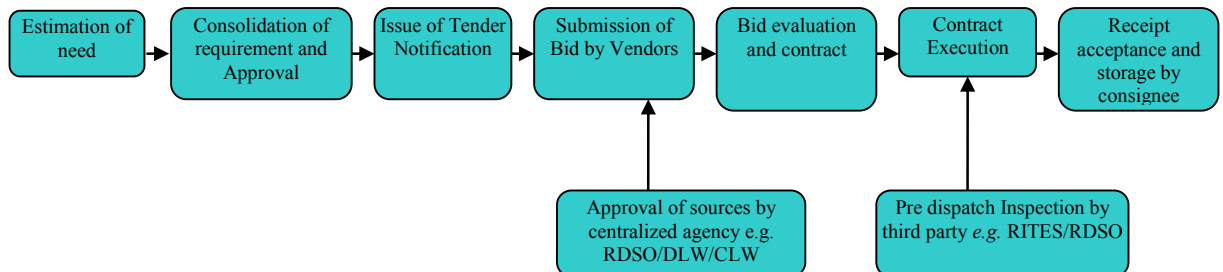 Estimation of
need
Consolidation of
requirement and
Approval
Issue of Tender
Notification
Submission of
Bid by Vendors
Bid evaluation
and contract
Contract
Execution
Receipt
acceptance and
storage by
consignee
Approval of sources by
centralized agency e.g.
RDSO/DLW/CLW
Pre dispatch Inspection by
third party e.g. RITES/RDSO